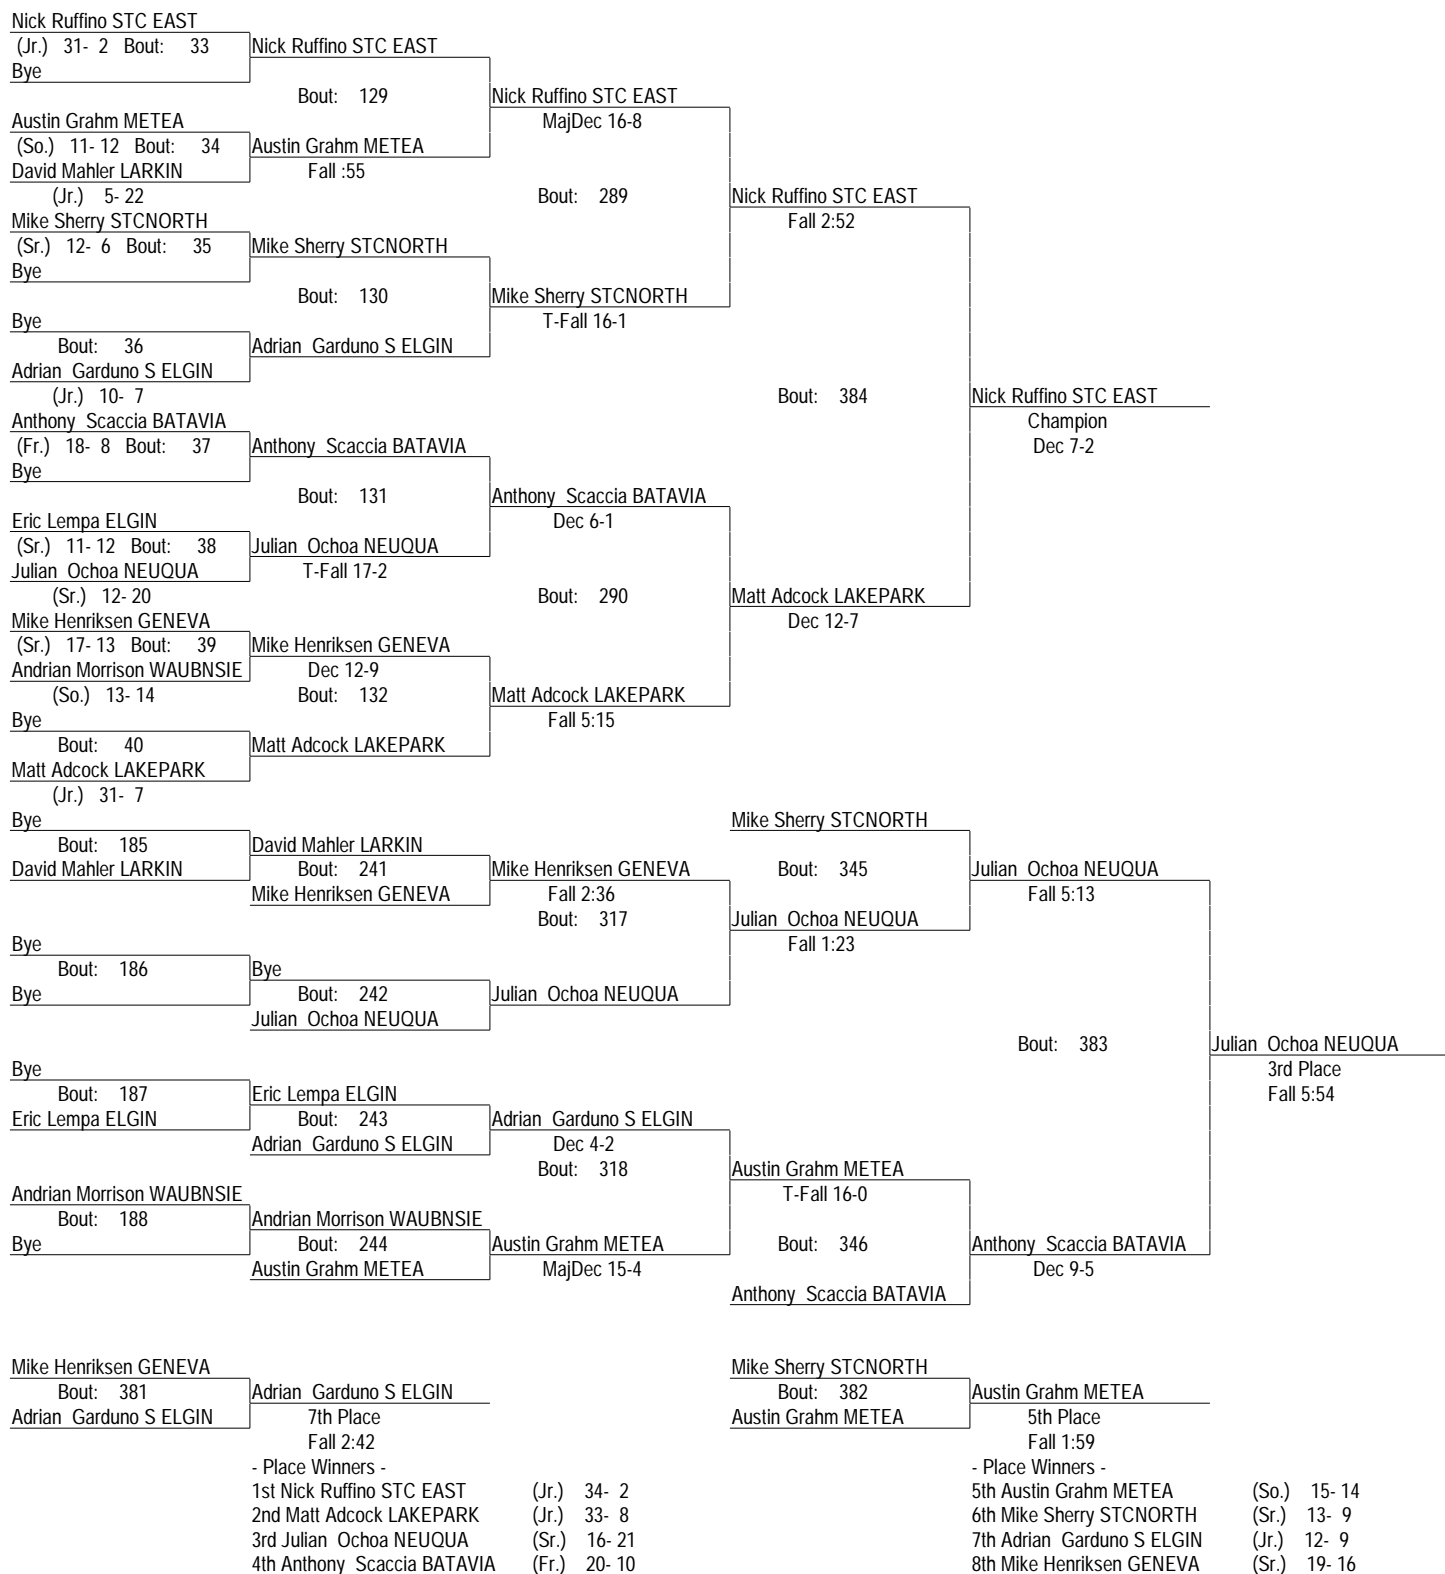 Nick Ruffino STC EAST
(Jr.) 31- 2 Bout: 33 Nick Ruffino STC EAST
Bye
Bout: 129 Nick Ruffino STC EAST
Austin Grahm METEA MajDec 16-8
(So.) 11- 12 Bout: 34 Austin Grahm METEA
David Mahler LARKIN Fall :55
(Jr.) 5- 22 Bout: 289 Nick Ruffino STC EAST
Mike Sherry STCNORTH Fall 2:52
(Sr.) 12- 6 Bout: 35 Mike Sherry STCNORTH
Bye
Bout: 130 Mike Sherry STCNORTH
Bye T-Fall 16-1
Bout: 36 Adrian Garduno S ELGIN
Adrian Garduno S ELGIN
(Jr.) 10- 7 Bout: 384 Nick Ruffino STC EAST
Anthony Scaccia BATAVIA Champion
(Fr.) 18- 8 Bout: 37 Anthony Scaccia BATAVIA Dec 7-2
Bye
Bout: 131 Anthony Scaccia BATAVIA
Eric Lempa ELGIN Dec 6-1
(Sr.) 11- 12 Bout: 38 Julian Ochoa NEUQUA
Julian Ochoa NEUQUA T-Fall 17-2
(Sr.) 12- 20 Bout: 290 Matt Adcock LAKEPARK
Mike Henriksen GENEVA Dec 12-7
(Sr.) 17- 13 Bout: 39 Mike Henriksen GENEVA
Andrian Morrison WAUBNSIE Dec 12-9
(So.) 13- 14 Bout: 132 Matt Adcock LAKEPARK
Bye Fall 5:15
Bout: 40 Matt Adcock LAKEPARK
Matt Adcock LAKEPARK
(Jr.) 31- 7
Bye Mike Sherry STCNORTH
Bout: 185 David Mahler LARKIN
David Mahler LARKIN Bout: 241 Mike Henriksen GENEVA Bout: 345 Julian Ochoa NEUQUA
Mike Henriksen GENEVA Fall 2:36 Fall 5:13
Bout: 317 Julian Ochoa NEUQUA
Bye Fall 1:23
Bout: 186 Bye
Bye Bout: 242 Julian Ochoa NEUQUA
Julian Ochoa NEUQUA
Bout: 383 Julian Ochoa NEUQUA
Bye 3rd Place
Bout: 187 Eric Lempa ELGIN Fall 5:54
Eric Lempa ELGIN Bout: 243 Adrian Garduno S ELGIN
Adrian Garduno S ELGIN Dec 4-2
Bout: 318 Austin Grahm METEA
Andrian Morrison WAUBNSIE T-Fall 16-0
Bout: 188 Andrian Morrison WAUBNSIE
Bye Bout: 244 Austin Grahm METEA Bout: 346 Anthony Scaccia BATAVIA
Austin Grahm METEA MajDec 15-4 Dec 9-5
Anthony Scaccia BATAVIA
Mike Henriksen GENEVA Mike Sherry STCNORTH
Bout: 381 Adrian Garduno S ELGIN Bout: 382 Austin Grahm METEA
Adrian Garduno S ELGIN 7th Place Austin Grahm METEA 5th Place
Fall 2:42 Fall 1:59
- Place Winners - - Place Winners -
1st Nick Ruffino STC EAST (Jr.) 34- 2 5th Austin Grahm METEA (So.) 15- 14
2nd Matt Adcock LAKEPARK (Jr.) 33- 8 6th Mike Sherry STCNORTH (Sr.) 13- 9
3rd Julian Ochoa NEUQUA (Sr.) 16- 21 7th Adrian Garduno S ELGIN (Jr.) 12- 9
4th Anthony Scaccia BATAVIA (Fr.) 20- 10 8th Mike Henriksen GENEVA (Sr.) 19- 16